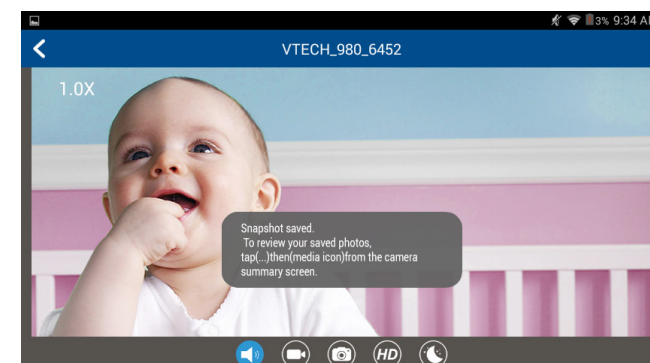 3% 9:34 A
VTECH_980_6452
1.0X
Snapshot saved.
To review your saved photos,
tap(...)then(media icon)from the camera
summary screen.
HD